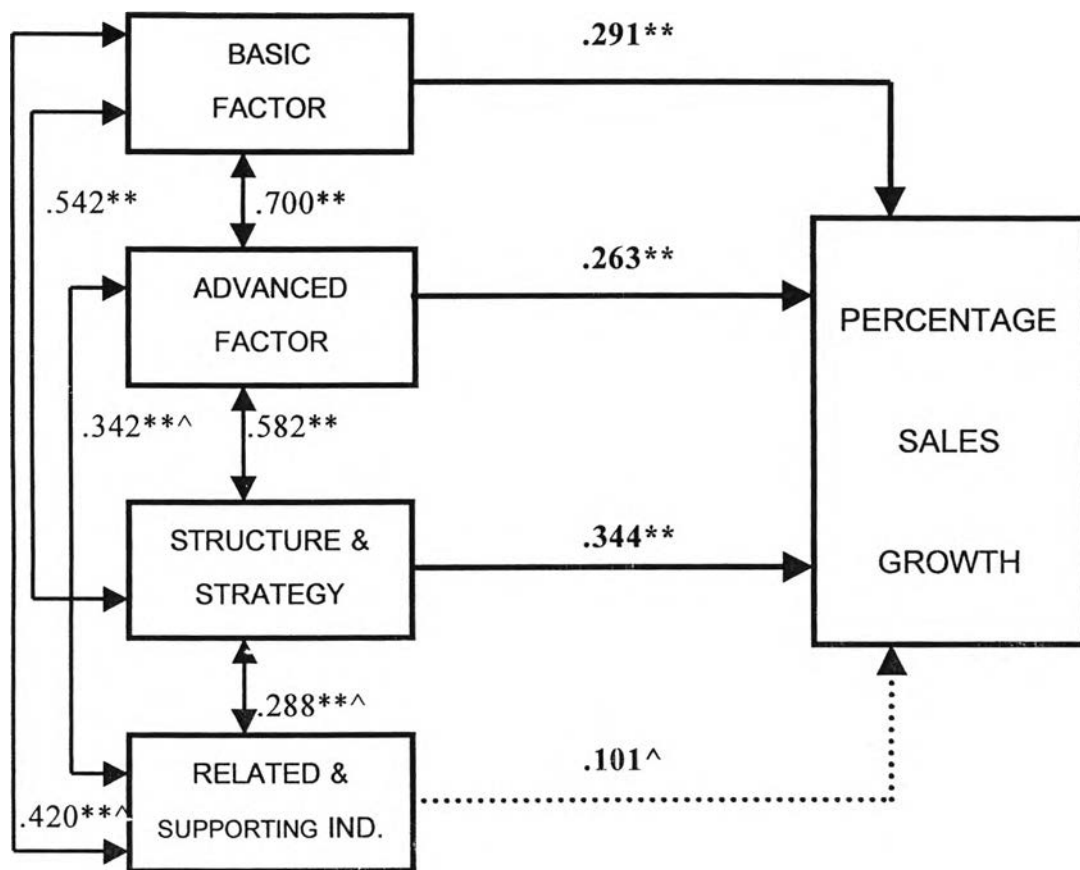 BASIC
FACTOR
.291**
.542**
.700**
ADVANCED
FACTOR
.263**
PERCENTAGE
SALES
GROWTH
.342**^
.582**
STRUCTURE &
STRATEGY
.344**
.288**^
RELATED &
SUPPORTING IND.
.101^
.420**^